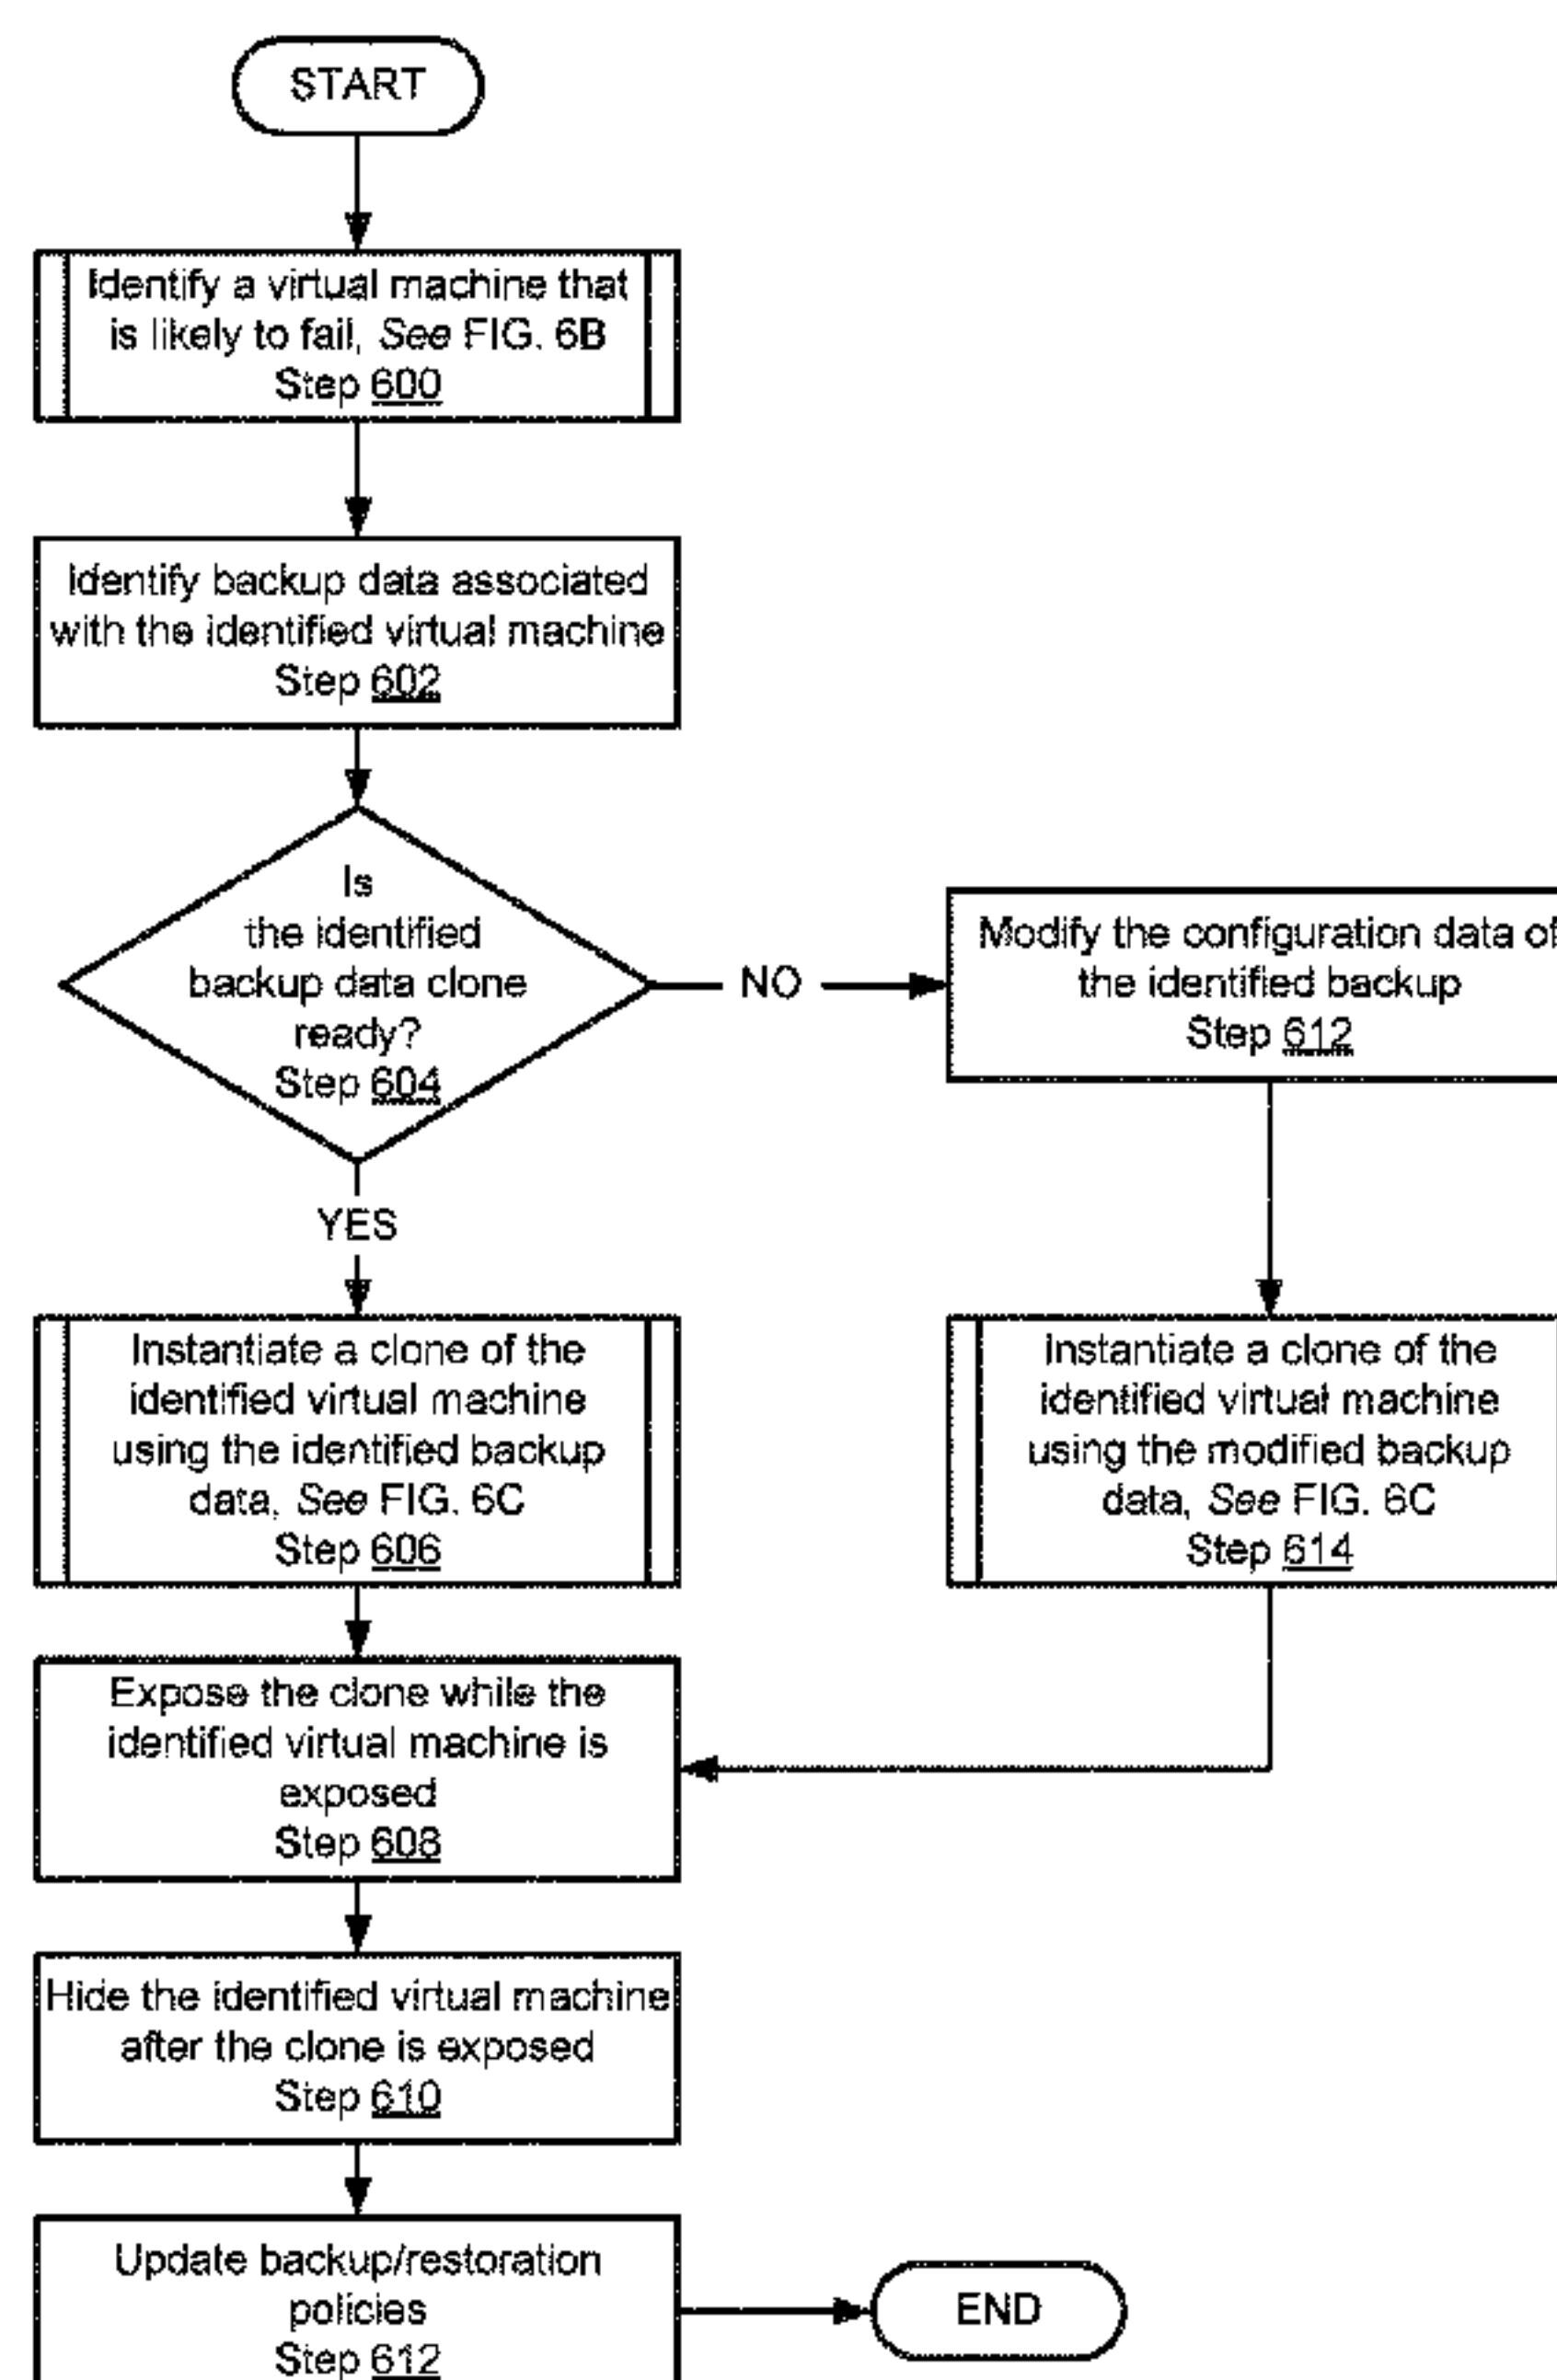 START
Identify a virtual machine that
is likely to fail, See FIG. 6B
Step 600
Identify backup data associated
with the identified virtual machine
Step 602
Is
the identified
backup data clone
ready?
Step 604
NO
Modify the configuration data of
the identified backup
Step 612
YES
Instantiate a clone of the
identified virtual machine
using the identified backup
data, See FIG. 6C
Step 606
Instantiate a clone of the
identified virtual machine
using the modified backup
data, See FIG. 6C
Step 614
Expose the clone while the
identified virtual machine is
exposed
Step 608
Hide the identified virtual machine
after the clone is exposed
Step 610
Update backup/restoration
policies
Step 612
END